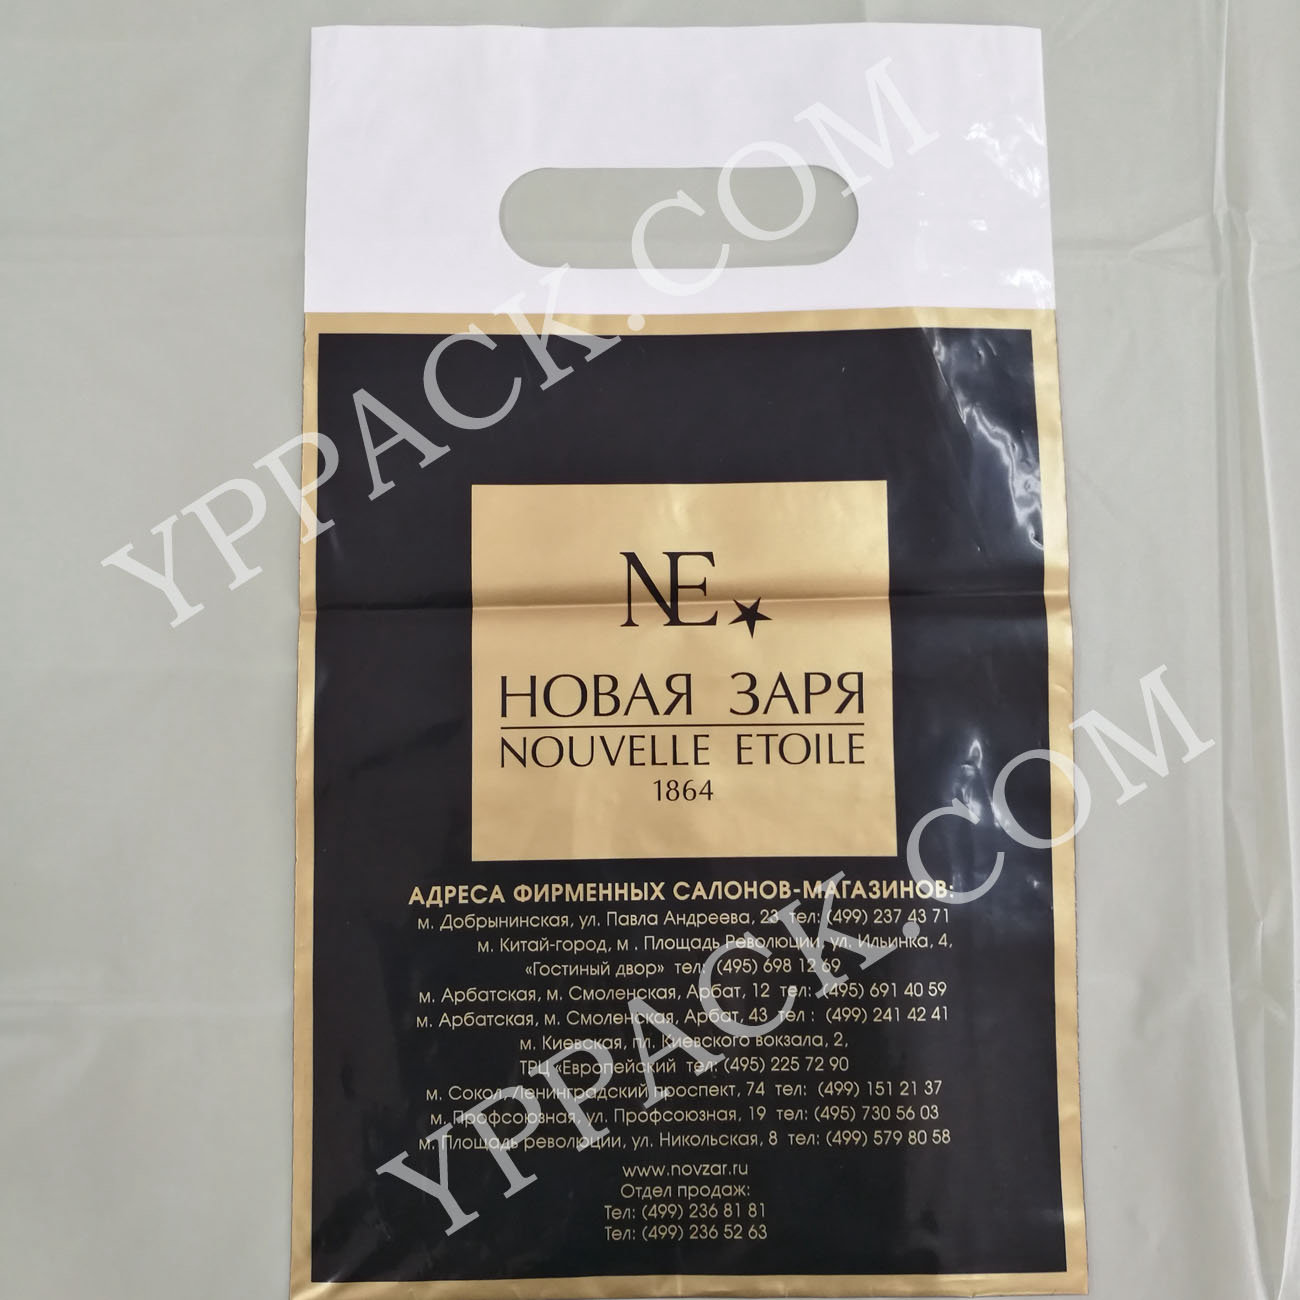 YPPACK.COM
NE
НОВАЯ ЗАРЯ
NOUVELLE ETOILE
1864
АДРЕСА ФИРМЕННЫХ САЛОНОВ-МАГАЗИНОВ:
м. Добрынинская, ул. Павла Андреева, 23 тел: (499) 237 43 71
м. Китай-город, м . Площадь Революции, ул. Ильинка, 4,
«Гостиный двор» тел: (495) 698 12 69
м. Арбатская, м. Смоленская, Арбат, 12 тел: (495) 691 40 59
м. Арбатская, м. Смоленская, Арбат, 43 тел : (499) 241 42 41
м. Киевская, пл. Киевского вокзала, 2,
ТРЦ «Европейский тел: (495) 225 72 90
м. Сокол, Ленинградский проспект, 74 тел: (499) 151 21 37
м. Профсоюзная, ул. Профсоюзная, 19 тел: (495) 730 56 03
м. Площадь революции, ул. Никольская, 8 тел: (499) 579 80 58
www.novzar.ru
Отдел продаж:
Тел: (499) 236 81 81
Тел: (499) 236 52 63
YPPACK.COM